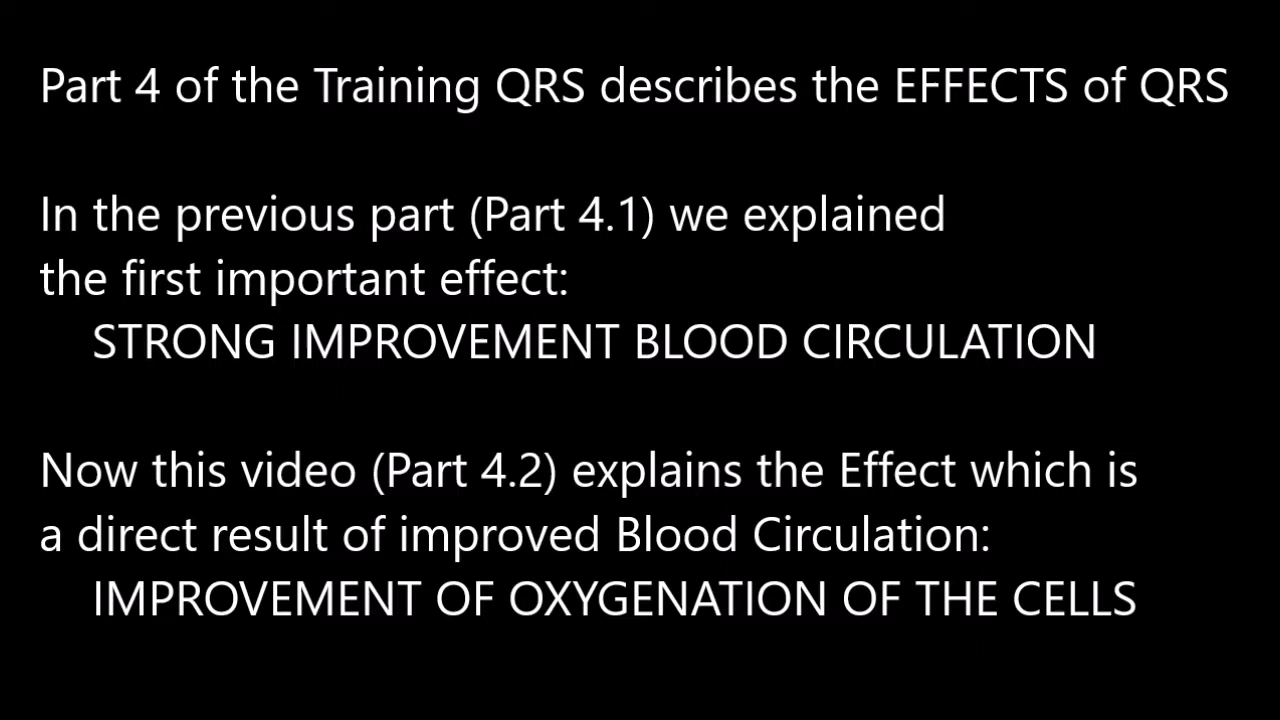 Part 4 of the Training QRS describes the EFFECTS of QRS
In the previous part (Part 4.1) we explained
the first important effect:
STRONG IMPROVEMENT BLOOD CIRCULATION
Now this video (Part 4.2) explains the Effect which is
a direct result of improved Blood Circulation:
IMPROVEMENT OF OXYGENATION OF THE CELLS